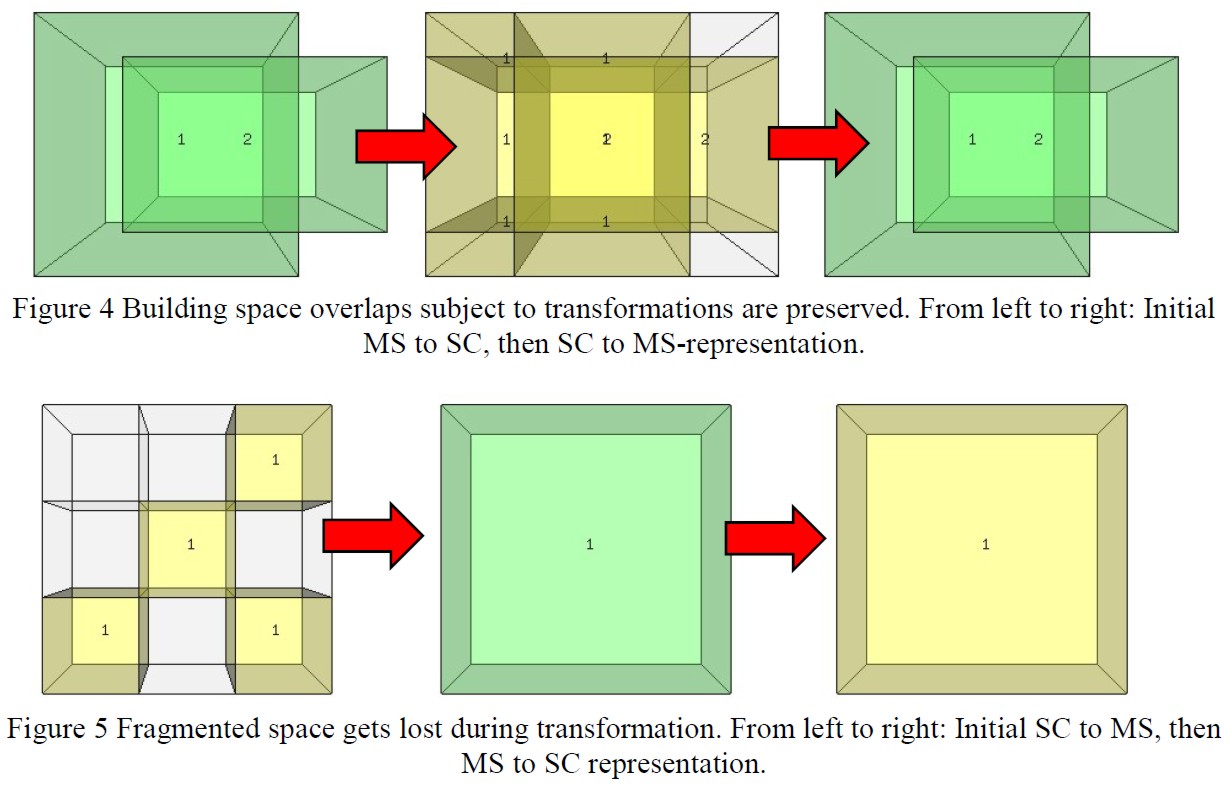 1 2
1 1
1 12 2
1 1
1 2
Figure 4 Building space overlaps subject to transformations are preserved. From left to right: Initial
MS to SC, then SC to MS-representation.
1
1
1 1
1
1
Figure 5 Fragmented space gets lost during transformation. From left to right: Initial SC to MS, then
MS to SC representation.